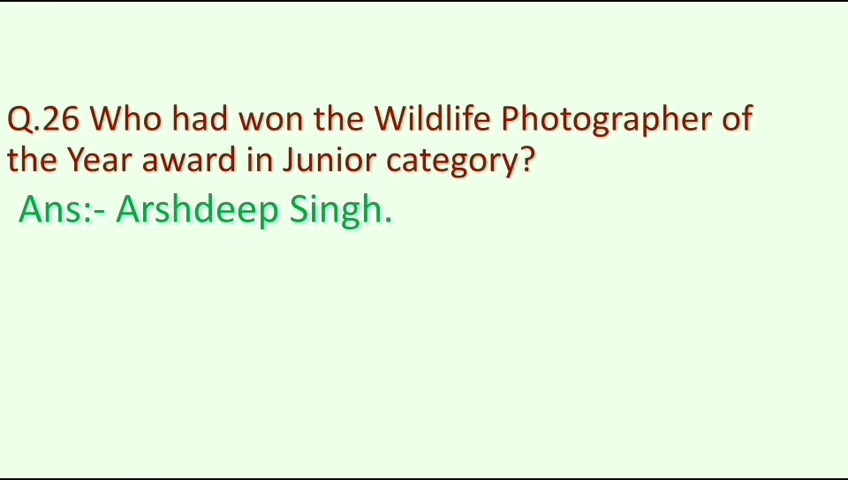 Q.26 Who had won the Wildlife Photographer of
the Year award in Junior category?
Ans:- Arshdeep Singh.